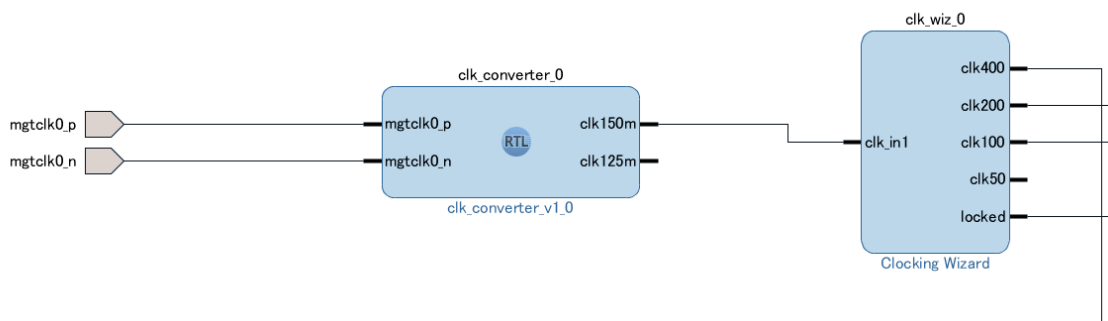 mgtclk0_p
mgtclk0_n
clk_converter_0
mgtclk0_p
mgtclk0_n
RTL
clk150m
clk125m
clk_converter_v1_0
clk_wiz_0
clk_in1
clk400
clk200
clk100
clk50
locked
Clocking Wizard